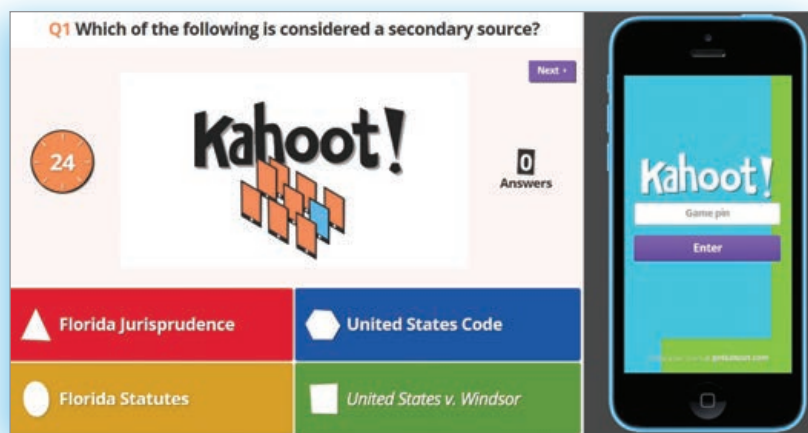 Q1 Which of the following is considered a secondary source?
Next
24
Kahoot!
0
Answers
Florida Jurisprudence
United States Code
Florida Statutes
United States v. Windsor
Kahoot!
Game pin
Enter